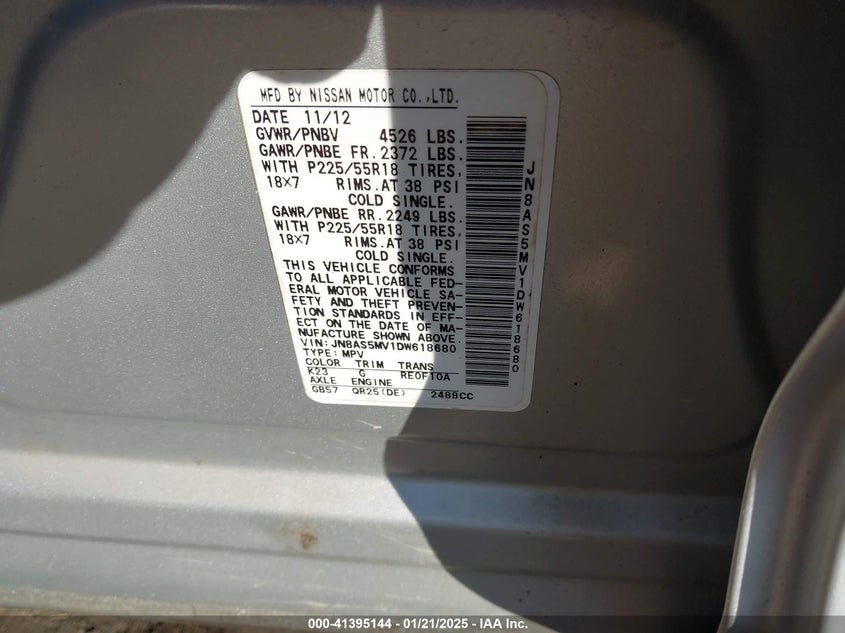 MFD BY NISSAN MOTOR CO.,LTD.
DATE 11/12
GVWR/PNBV 4526 LBS.
GAWR/PNBE FR. 2372 LBS.
WITH P225/55R18 TIRES,
18X7 RIMS. AT 38 PSI
COLD SINGLE.
GAWR/PNBE RR. 2249 LBS.
WITH P225/55R18 TIRES,
18X7 RIMS. AT 38 PSI
COLD SINGLE.
THIS VEHICLE CONFORMS
TO ALL APPLICABLE FED-
ERAL MOTOR VEHICLE SA-
FETY AND THEFT PREVEN-
TION STANDARDS IN EFF-
ECT ON THE DATE OF MA-
NUFACTURE SHOWN ABOVE.
VIN: JN8AS5MV1DW618680
TYPE: MPV
COLOR TRIM TRANS
K23 G RE0F10A
AXLE ENGINE
GB57 QR25(DE) 2488CC
JN8AS5MV1DW618680
000-41395144 - 01/21/2025 - IAA Inc.